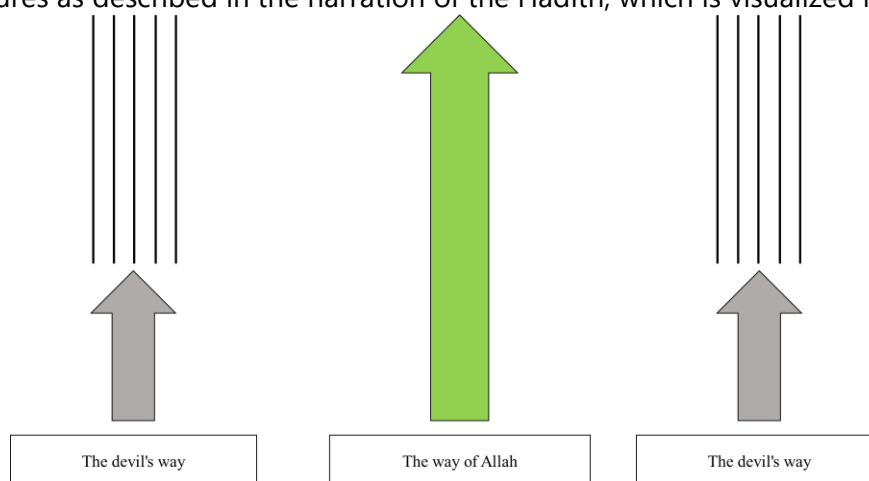 ures as described in the narration of the Hadith, which is visualized
The devil's way
The way of Allah
The devil's way